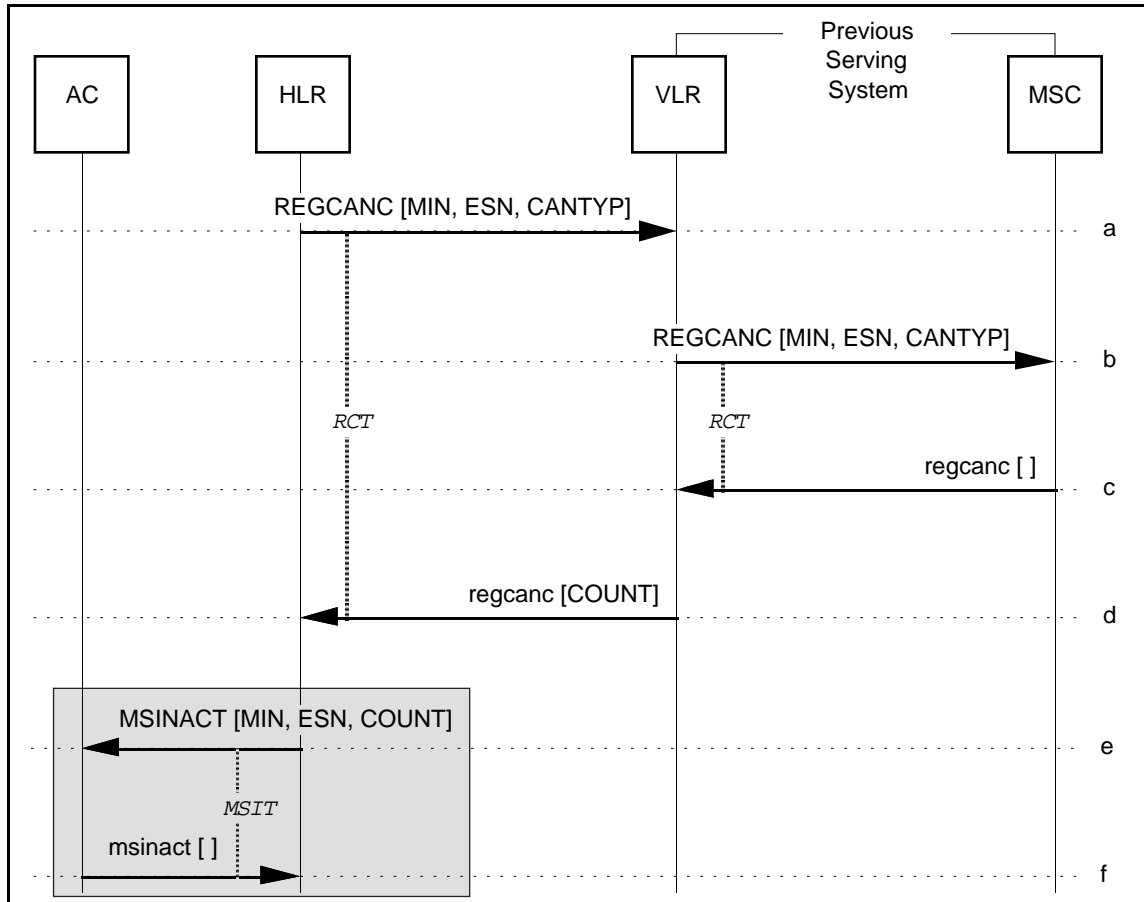 Previous
Serving
System
AC
HLR
VLR
MSC
REGCANC [MIN, ESN, CANTYP]
a
REGCANC [MIN, ESN, CANTYP]
b
RCT
RCT
regcanc [ ]
c
regcanc [COUNT]
d
MSINACT [MIN, ESN, COUNT]
e
MSIT
msinact [ ]
f